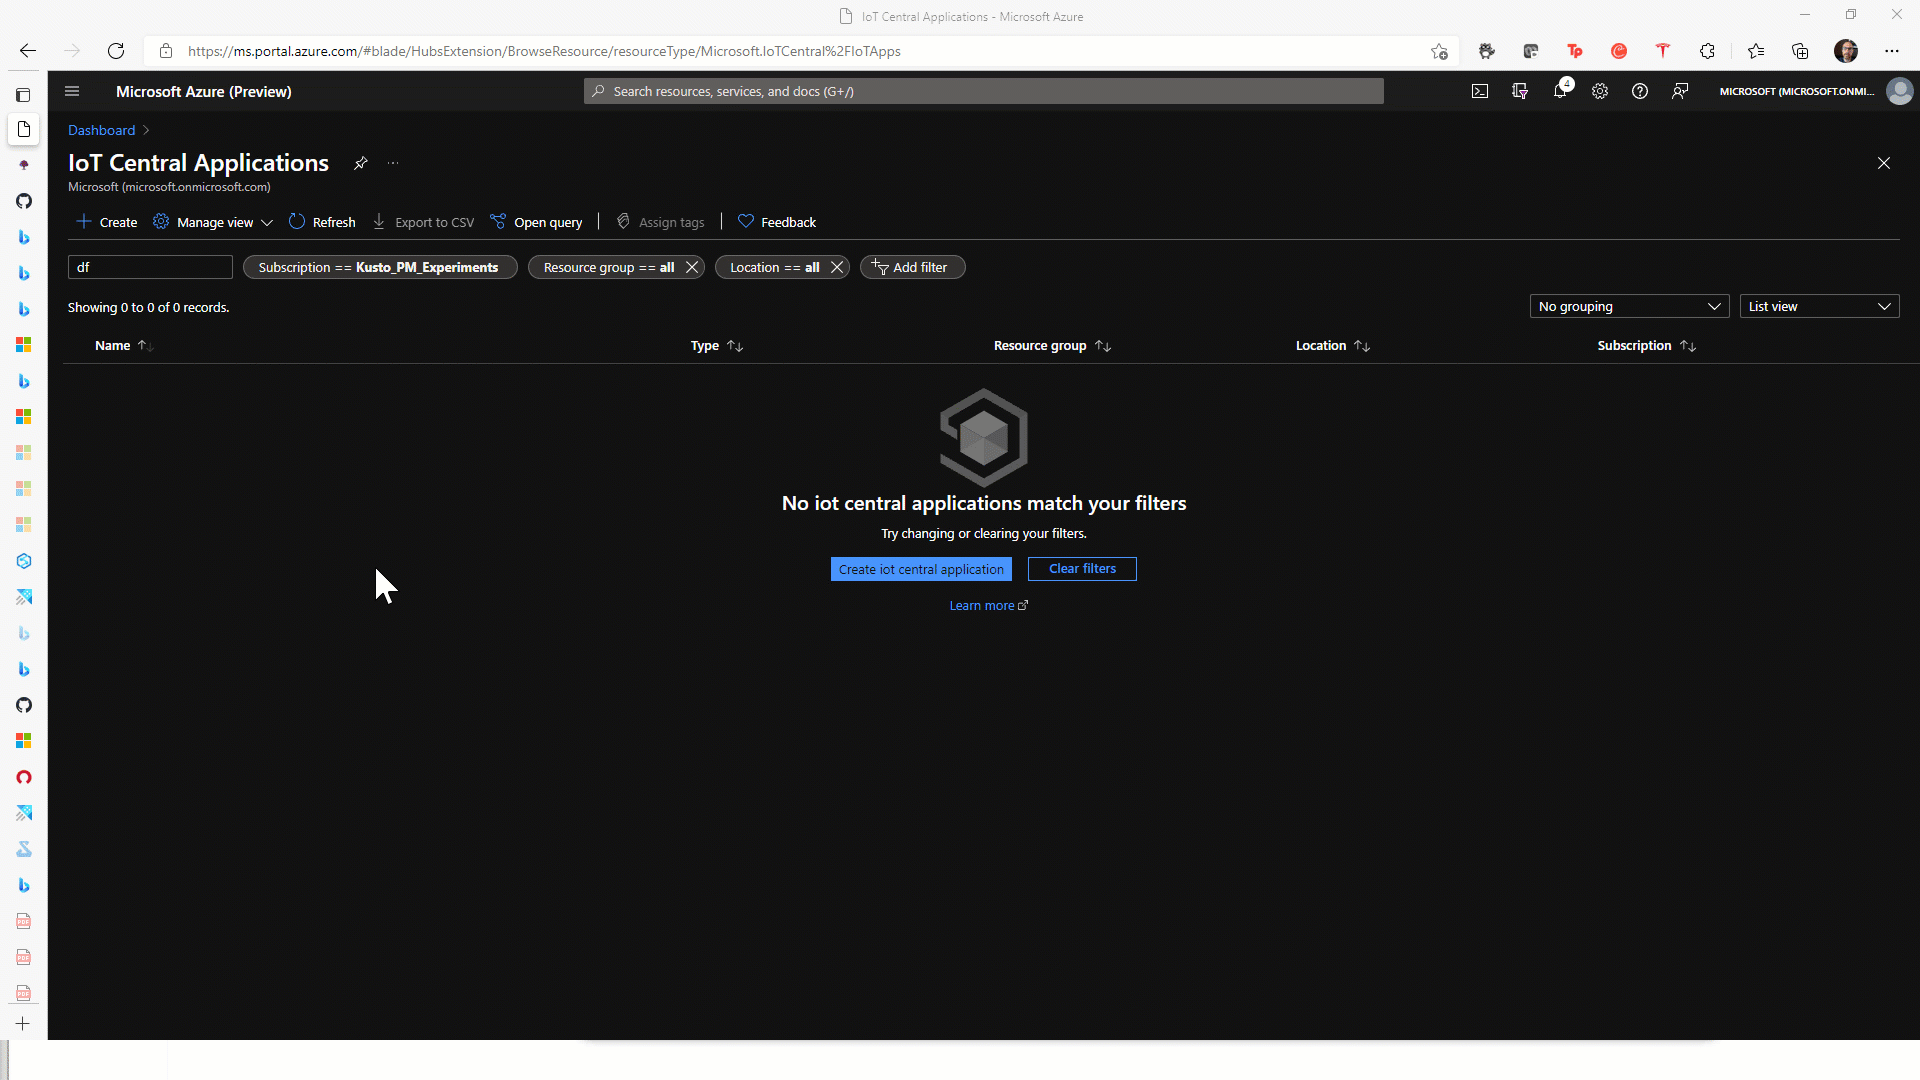 IoT Central Applications - Microsoft Azure
https://ms.portal.azure.com/#blade/HubsExtension/BrowseResource/resourceType/Microsoft.IoTCentral%2FIoTApps
Microsoft Azure (Preview)
Search resources, services, and docs (G+/)
4
MICROSOFT (MICROSOFT.ONMI...
Dashboard
IoT Central Applications
Microsoft (microsoft.onmicrosoft.com)
Create
Manage view
Refresh
Export to CSV
Open query
Assign tags
Feedback
df
Subscription == Kusto_PM_Experiments
Resource group == all
Location == all
Add filter
Showing 0 to 0 of 0 records.
No grouping
List view
Name
Type
Resource group
Location
Subscription
No iot central applications match your filters
Try changing or clearing your filters.
Create iot central application
Clear filters
Learn more